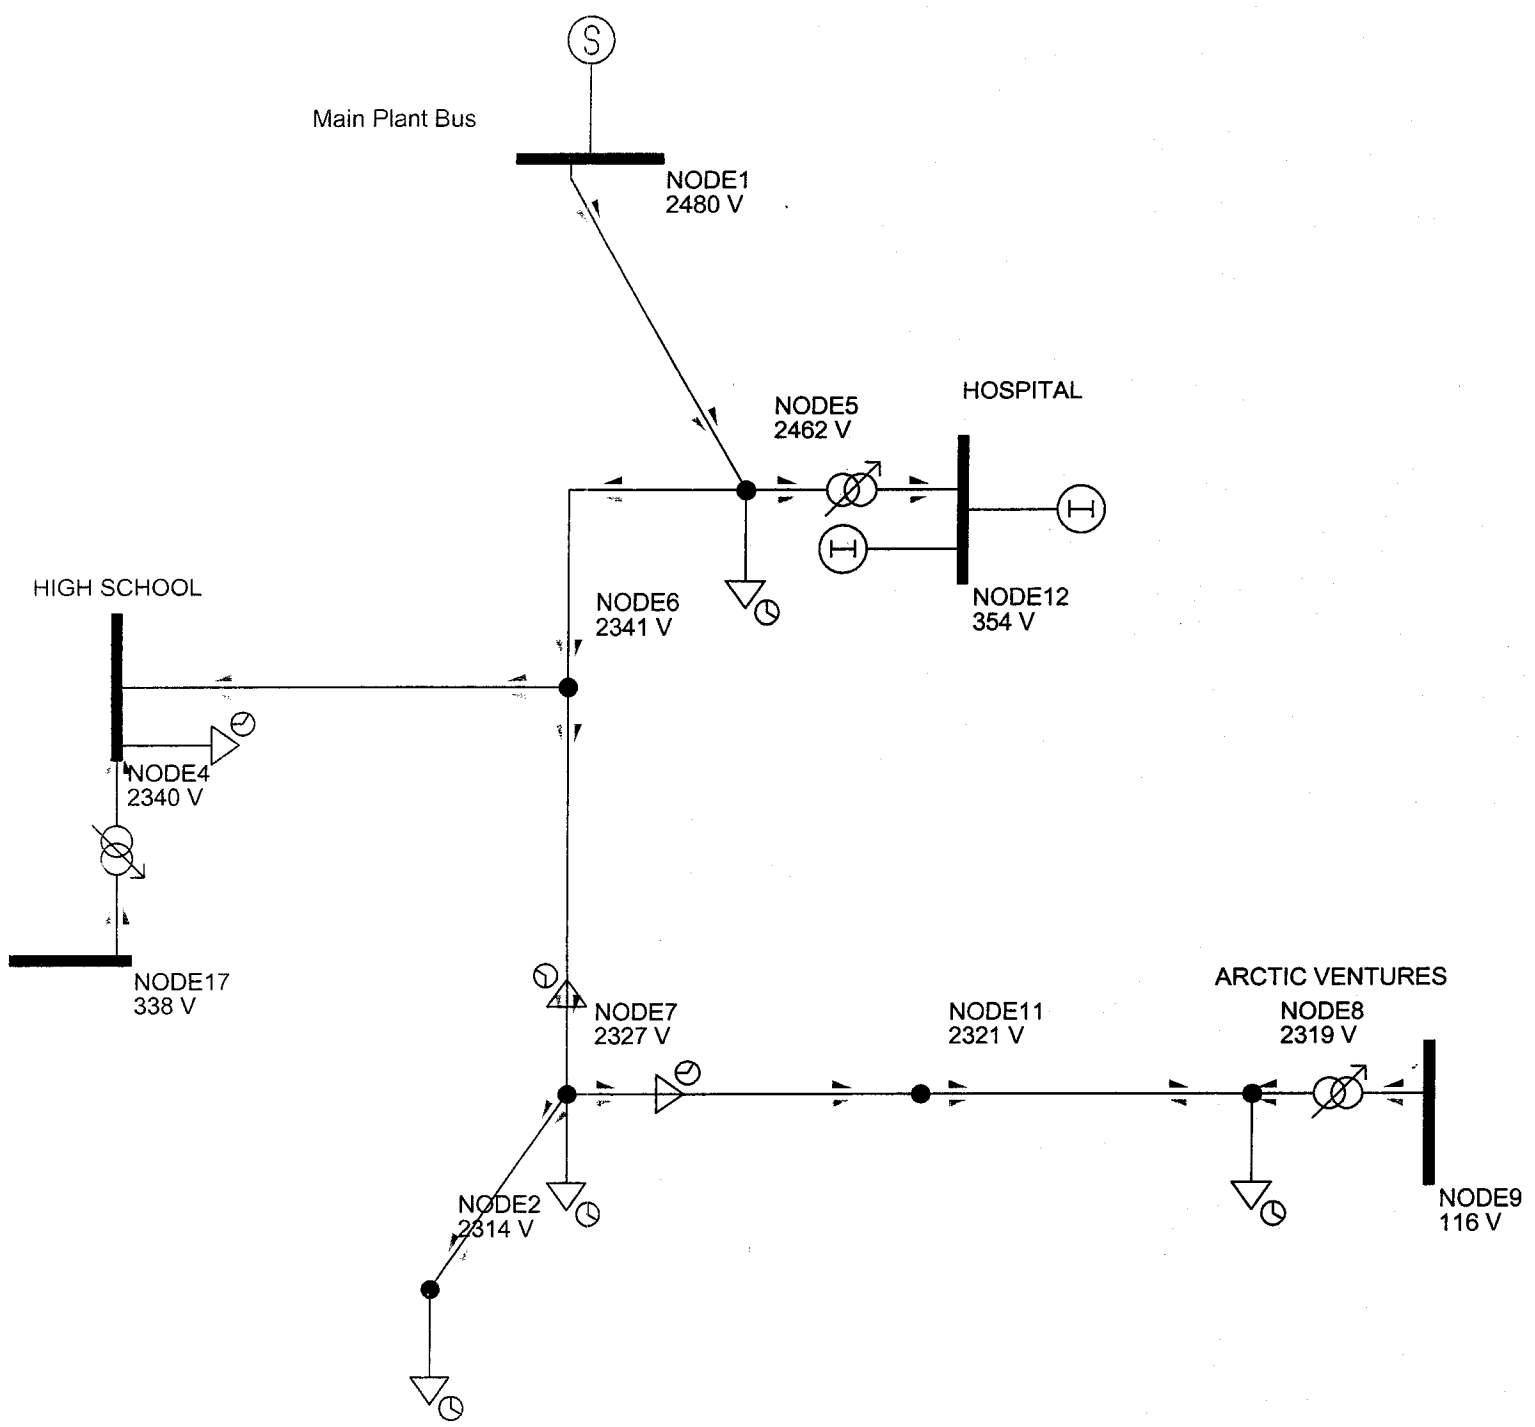 S
Main Plant Bus
NODE1
2480 V
HOSPITAL
NODE5
2462 V
NODE12
354 V
HIGH SCHOOL
NODE6
2341 V
NODE4
2340 V
NODE17
338 V
ARCTIC VENTURES
NODE7
2327 V
NODE11
2321 V
NODE8
2319 V
NODE9
116 V
NODE2
2314 V